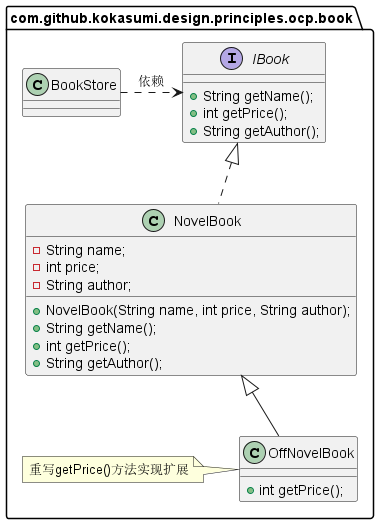 com.github.kokasumi.design.principles.ocp.book
I IBook
String getName();
int getPrice();
String getAuthor();
C BookStore
依赖
C NovelBook
String name;
int price;
String author;
NovelBook(String name, int price, String author);
String getName();
int getPrice();
String getAuthor();
C OffNovelBook
int getPrice();
重写getPrice()方法实现扩展